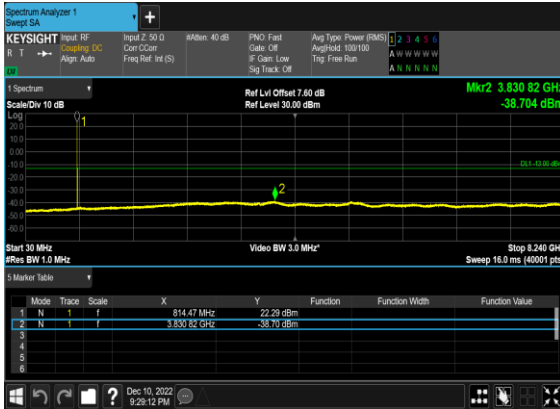 Spectrum Analyzer 1
Swept SA
+
KEYSIGHT Input: RF Input Z: 50 Ω #Atten: 40 dB PNO: Fast Avg Type: Power (RMS) 1 2 3 4 5 6
R T Coupling: DC Corr CCorr Gate: Off Avg|Hold: 100/100 A W W W W W
Align: Auto Freq Ref: Int (S) IF Gain: Low Trig: Free Run
Sig Track: Off A N N N N N
1 Spectrum
Ref Lvl Offset 7.60 dB Mkr2 3.830 82 GHz
Scale/Div 10 dB Ref Level 30.00 dBm -38.704 dBm
Log
1
20.0
10.0
0.00
-10.0
DL1 -13.00 dBm
-20.0
-30.0
2
-40.0
-50.0
-60.0
Start 30 MHz Video BW 3.0 MHz* Stop 8.240 GHz
#Res BW 1.0 MHz Sweep 16.0 ms (40001 pts)
5 Marker Table
Mode Trace Scale X Y Function Function Width Function Value
1 N 1 f 814.47 MHz 22.29 dBm
2 N 1 f 3.830 82 GHz -38.70 dBm
3
4
5
6
? Dec 10, 2022
9:29:12 PM